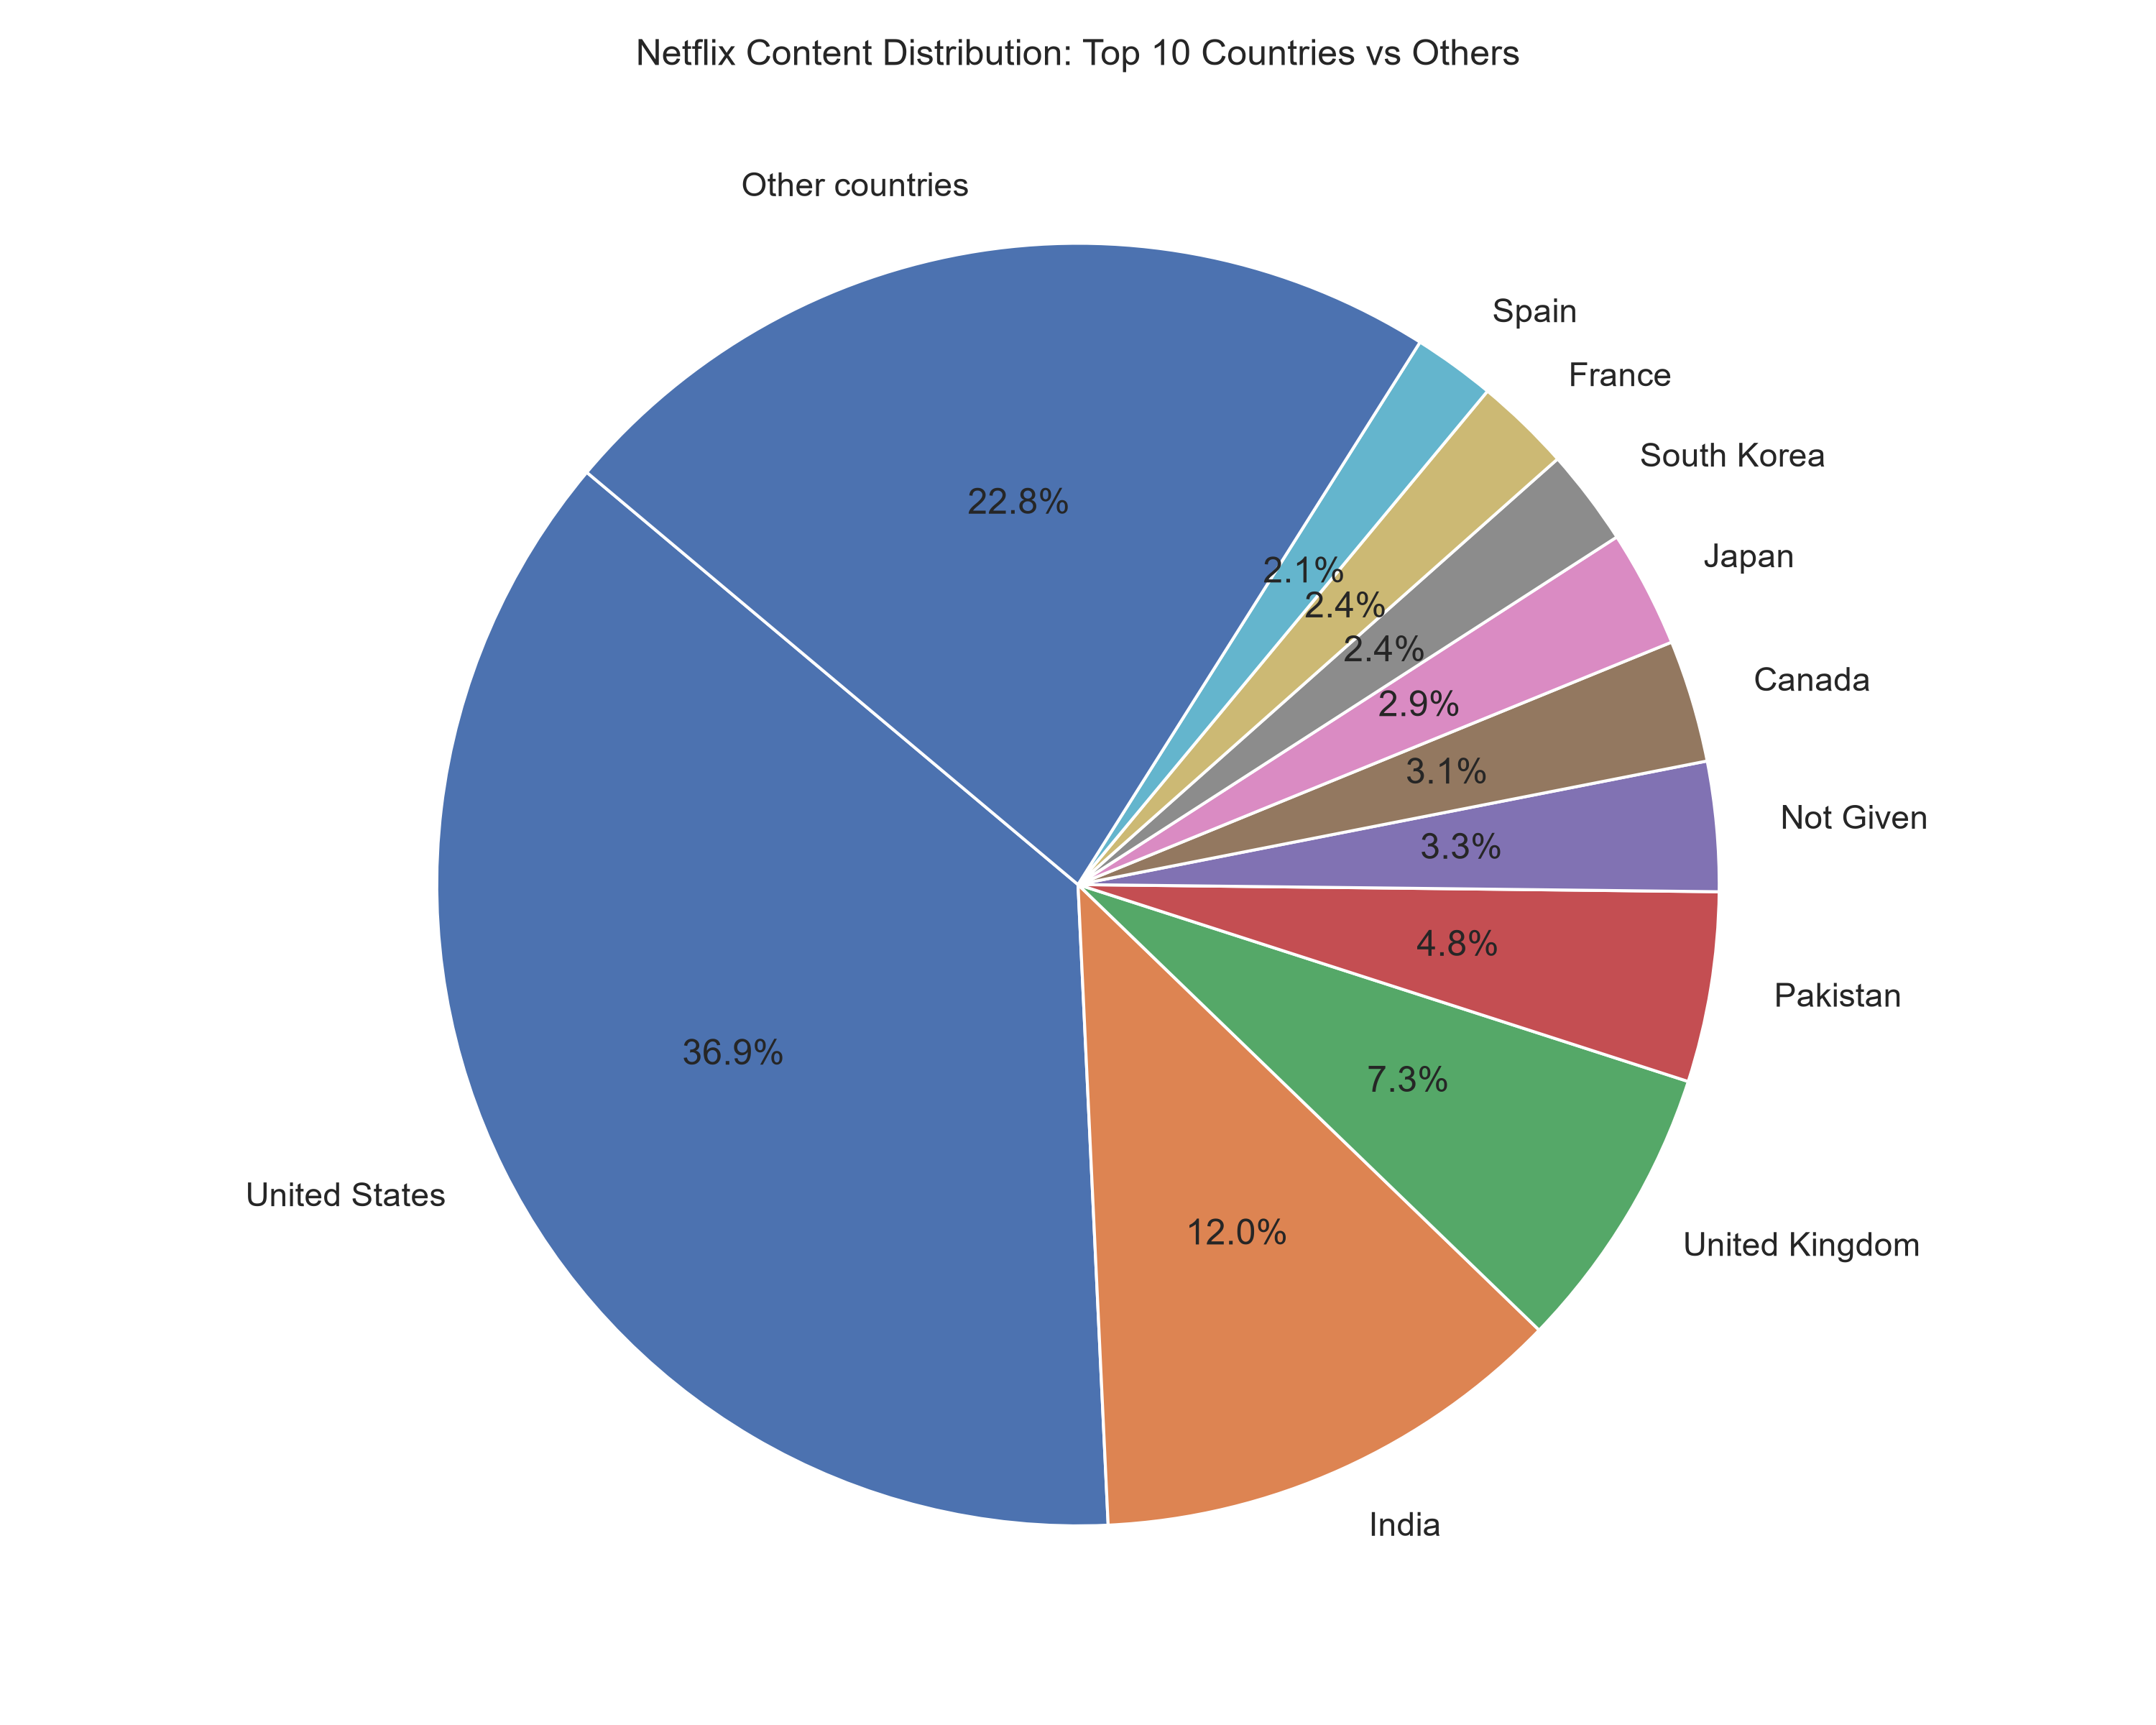 Netflix Content Distribution: Top 10 Countries vs Others
Other countries
Spain
France
South Korea
Japan
Canada
Not Given
Pakistan
United Kingdom
India
United States
22.8%
2.1%
2.4%
2.4%
2.9%
3.1%
3.3%
4.8%
7.3%
12.0%
36.9%